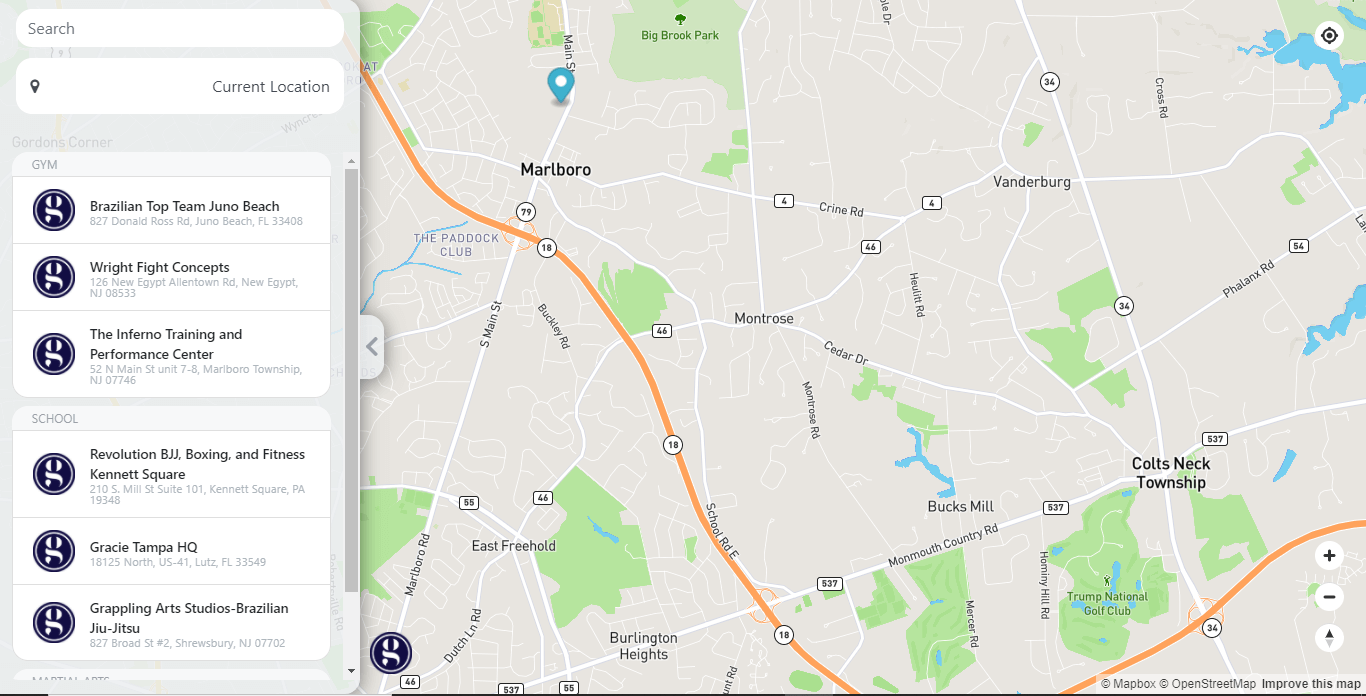 Search
Current Location
Gordons Corner
GYM
Brazilian Top Team Juno Beach
827 Donald Ross Rd, Juno Beach, FL 33408
Wright Fight Concepts
126 New Egypt Allentown Rd, New Egypt,
NJ 08533
The Inferno Training and
Performance Center
52 N Main St unit 7-8, Marlboro Township,
NJ 07746
SCHOOL
Revolution BJJ, Boxing, and Fitness
Kennett Square
210 S. Mill St Suite 101, Kennett Square, PA
19348
Gracie Tampa HQ
18125 North, US-41, Lutz, FL 33549
Grappling Arts Studios-Brazilian
Jiu-Jitsu
827 Broad St #2, Shrewsbury, NJ 07702
MARTIAL ARTS
Big Brook Park
Main St
34
Cross Rd
Marlboro
Vanderburg
4
Crine Rd
4
79
THE PADDOCK
CLUB
18
46
54
Phalanx Rd
Heulitt Rd
34
S Main St
Buckley Rd
46
Montrose
Cedar Dr
Montrose Rd
18
537
Colts Neck
Township
55
46
Bucks Mill
537
School Rd E
East Freehold
Monmouth Country Rd
Marlboro Rd
537
Hominy Hill Rd
Trump National
Golf Club
Mercer Rd
Dutch Ln Rd
Burlington
Heights
18
34
46
537
55
© Mapbox © OpenStreetMap Improve this map